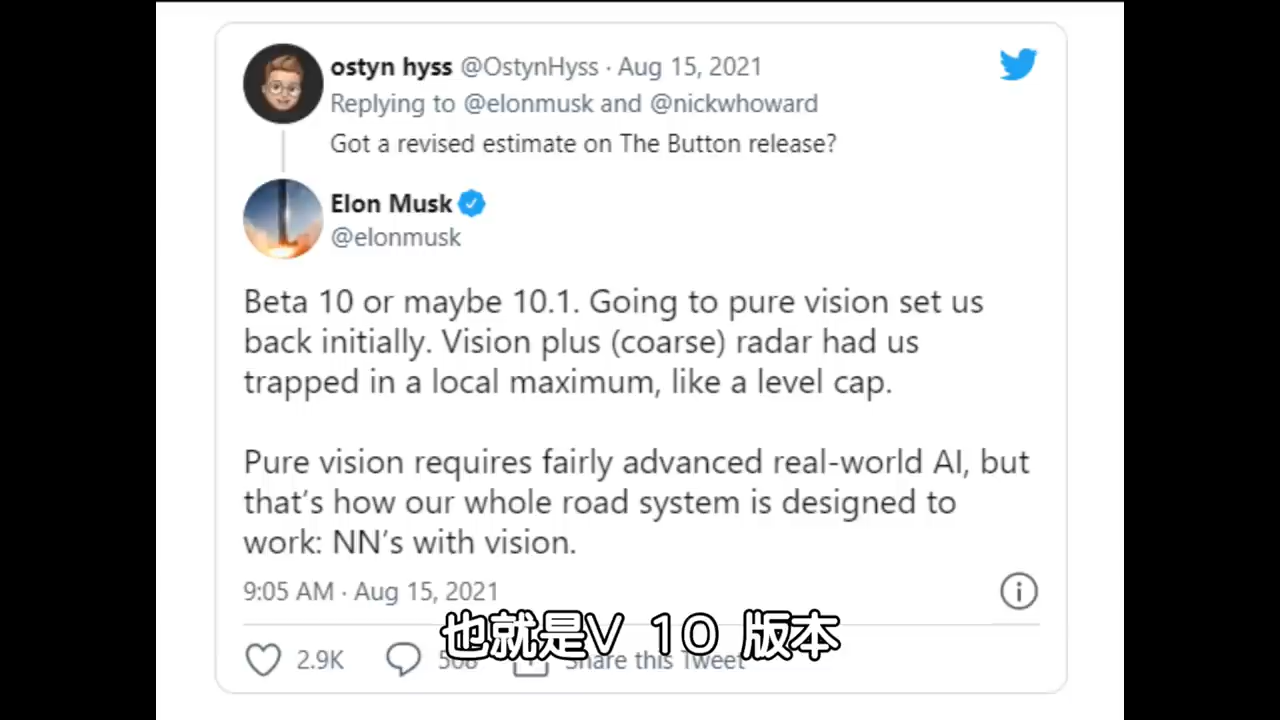 ostyn hyss @OstynHyss · Aug 15, 2021
Replying to @elonmusk and @nickwhoward
Got a revised estimate on The Button release?
Elon Musk
@elonmusk
Beta 10 or maybe 10.1. Going to pure vision set us
back initially. Vision plus (coarse) radar had us
trapped in a local maximum, like a level cap.
Pure vision requires fairly advanced real-world AI, but
that's how our whole road system is designed to
work: NN's with vision.
9:05 AM · Aug 15, 2021
2.9K Share this Tweet
也就是V 10 版本